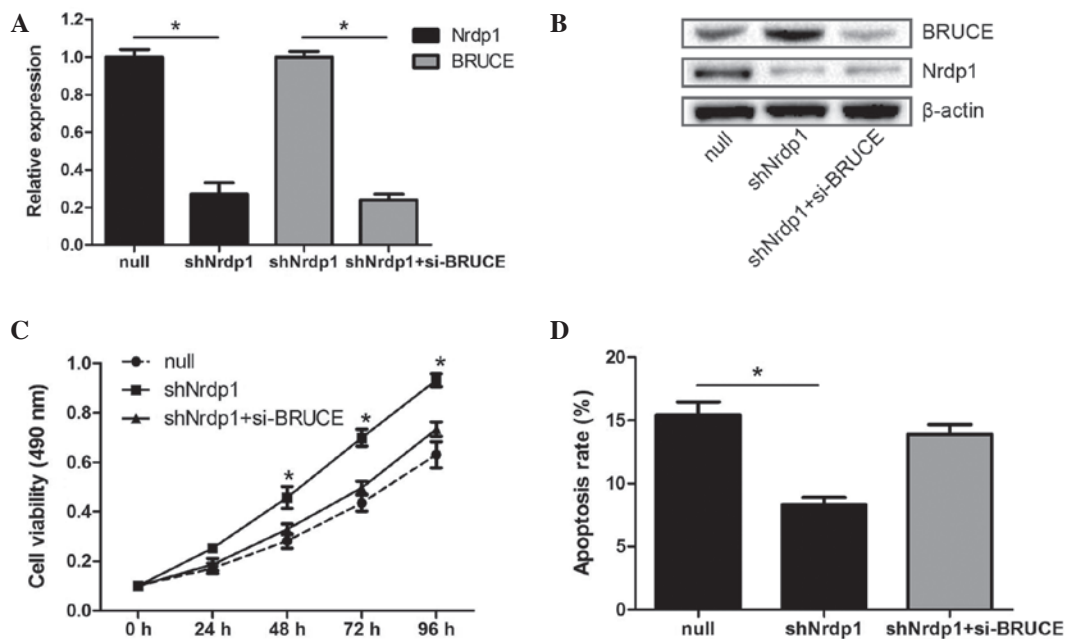 A
Relative expression
1.2
1.0
0.8
0.6
0.4
0.2
0.0
*
*
Nrdp1
BRUCE
null
shNrdp1
shNrdp1
shNrdp1+si-BRUCE
B
BRUCE
Nrdp1
β-actin
null
shNrdp1
shNrdp1+si-BRUCE
C
Cell viability (490 nm)
1.0
0.8
0.6
0.4
0.2
0.0
null
shNrdp1
shNrdp1+si-BRUCE
*
*
*
0 h
24 h
48 h
72 h
96 h
D
Apoptosis rate (%)
20
15
10
5
0
*
null
shNrdp1
shNrdp1+si-BRUCE